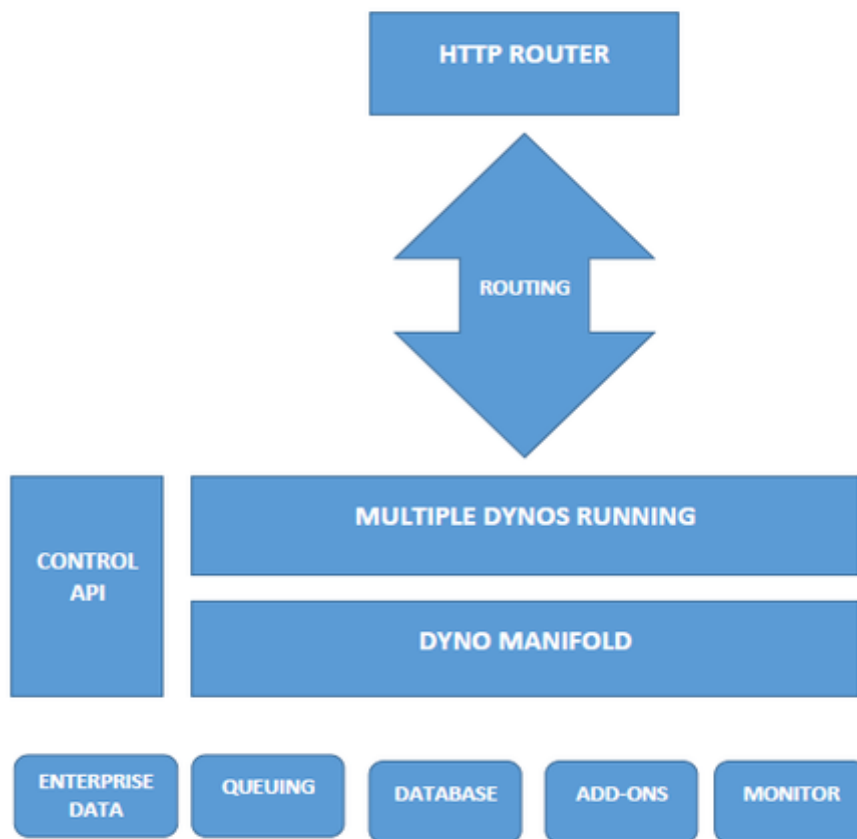 HTTP ROUTER
ROUTING
CONTROL
API
MULTIPLE DYNOS RUNNING
DYNO MANIFOLD
ENTERPRISE
DATA
QUEUING
DATABASE
ADD-ONS
MONITOR